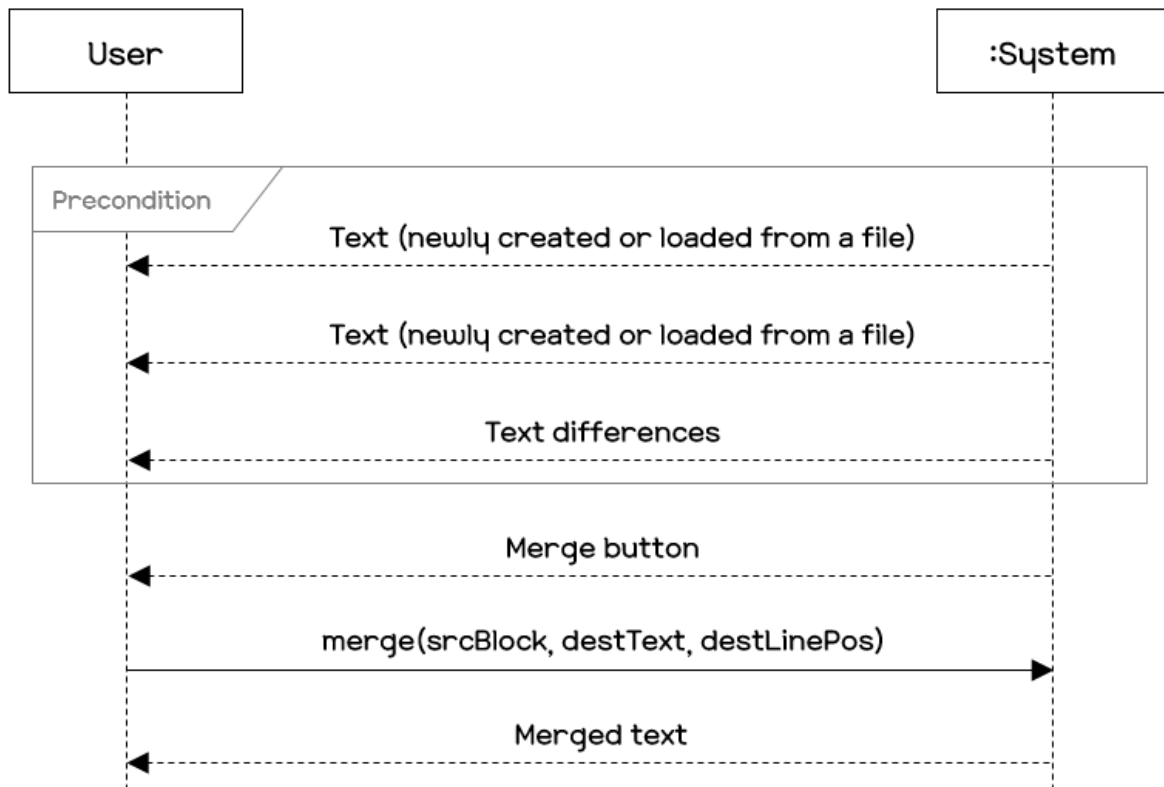 User
:System
Precondition
Text (newly created or loaded from a file)
Text (newly created or loaded from a file)
Text differences
Merge button
merge(srcBlock, destText, destLinePos)
Merged text